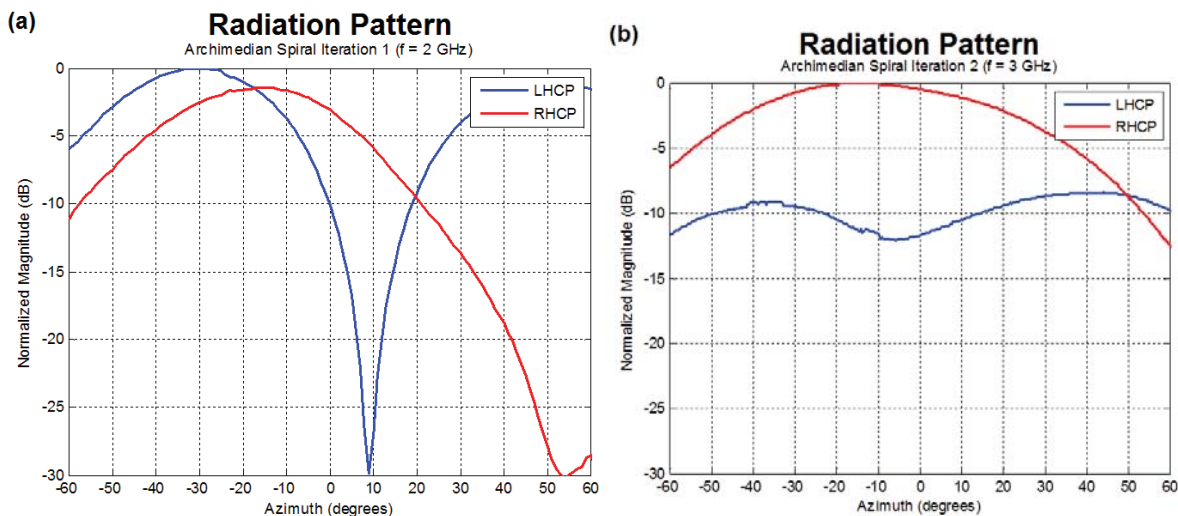 (a)
Radiation Pattern
Archimedian Spiral Iteration 1 (f = 2 GHz)
LHCP
RHCP
0
-5
-10
-15
-20
-25
-30
Normalized Magnitude (dB)
-60 -50 -40 -30 -20 -10 0 10 20 30 40 50 60
Azimuth (degrees)
(b)
Radiation Pattern
Archimedian Spiral Iteration 2 (f = 3 GHz)
LHCP
RHCP
0
-5
-10
-15
-20
-25
-30
Normalized Magnitude (dB)
-60 -50 -40 -30 -20 -10 0 10 20 30 40 50 60
Azimuth (degrees)